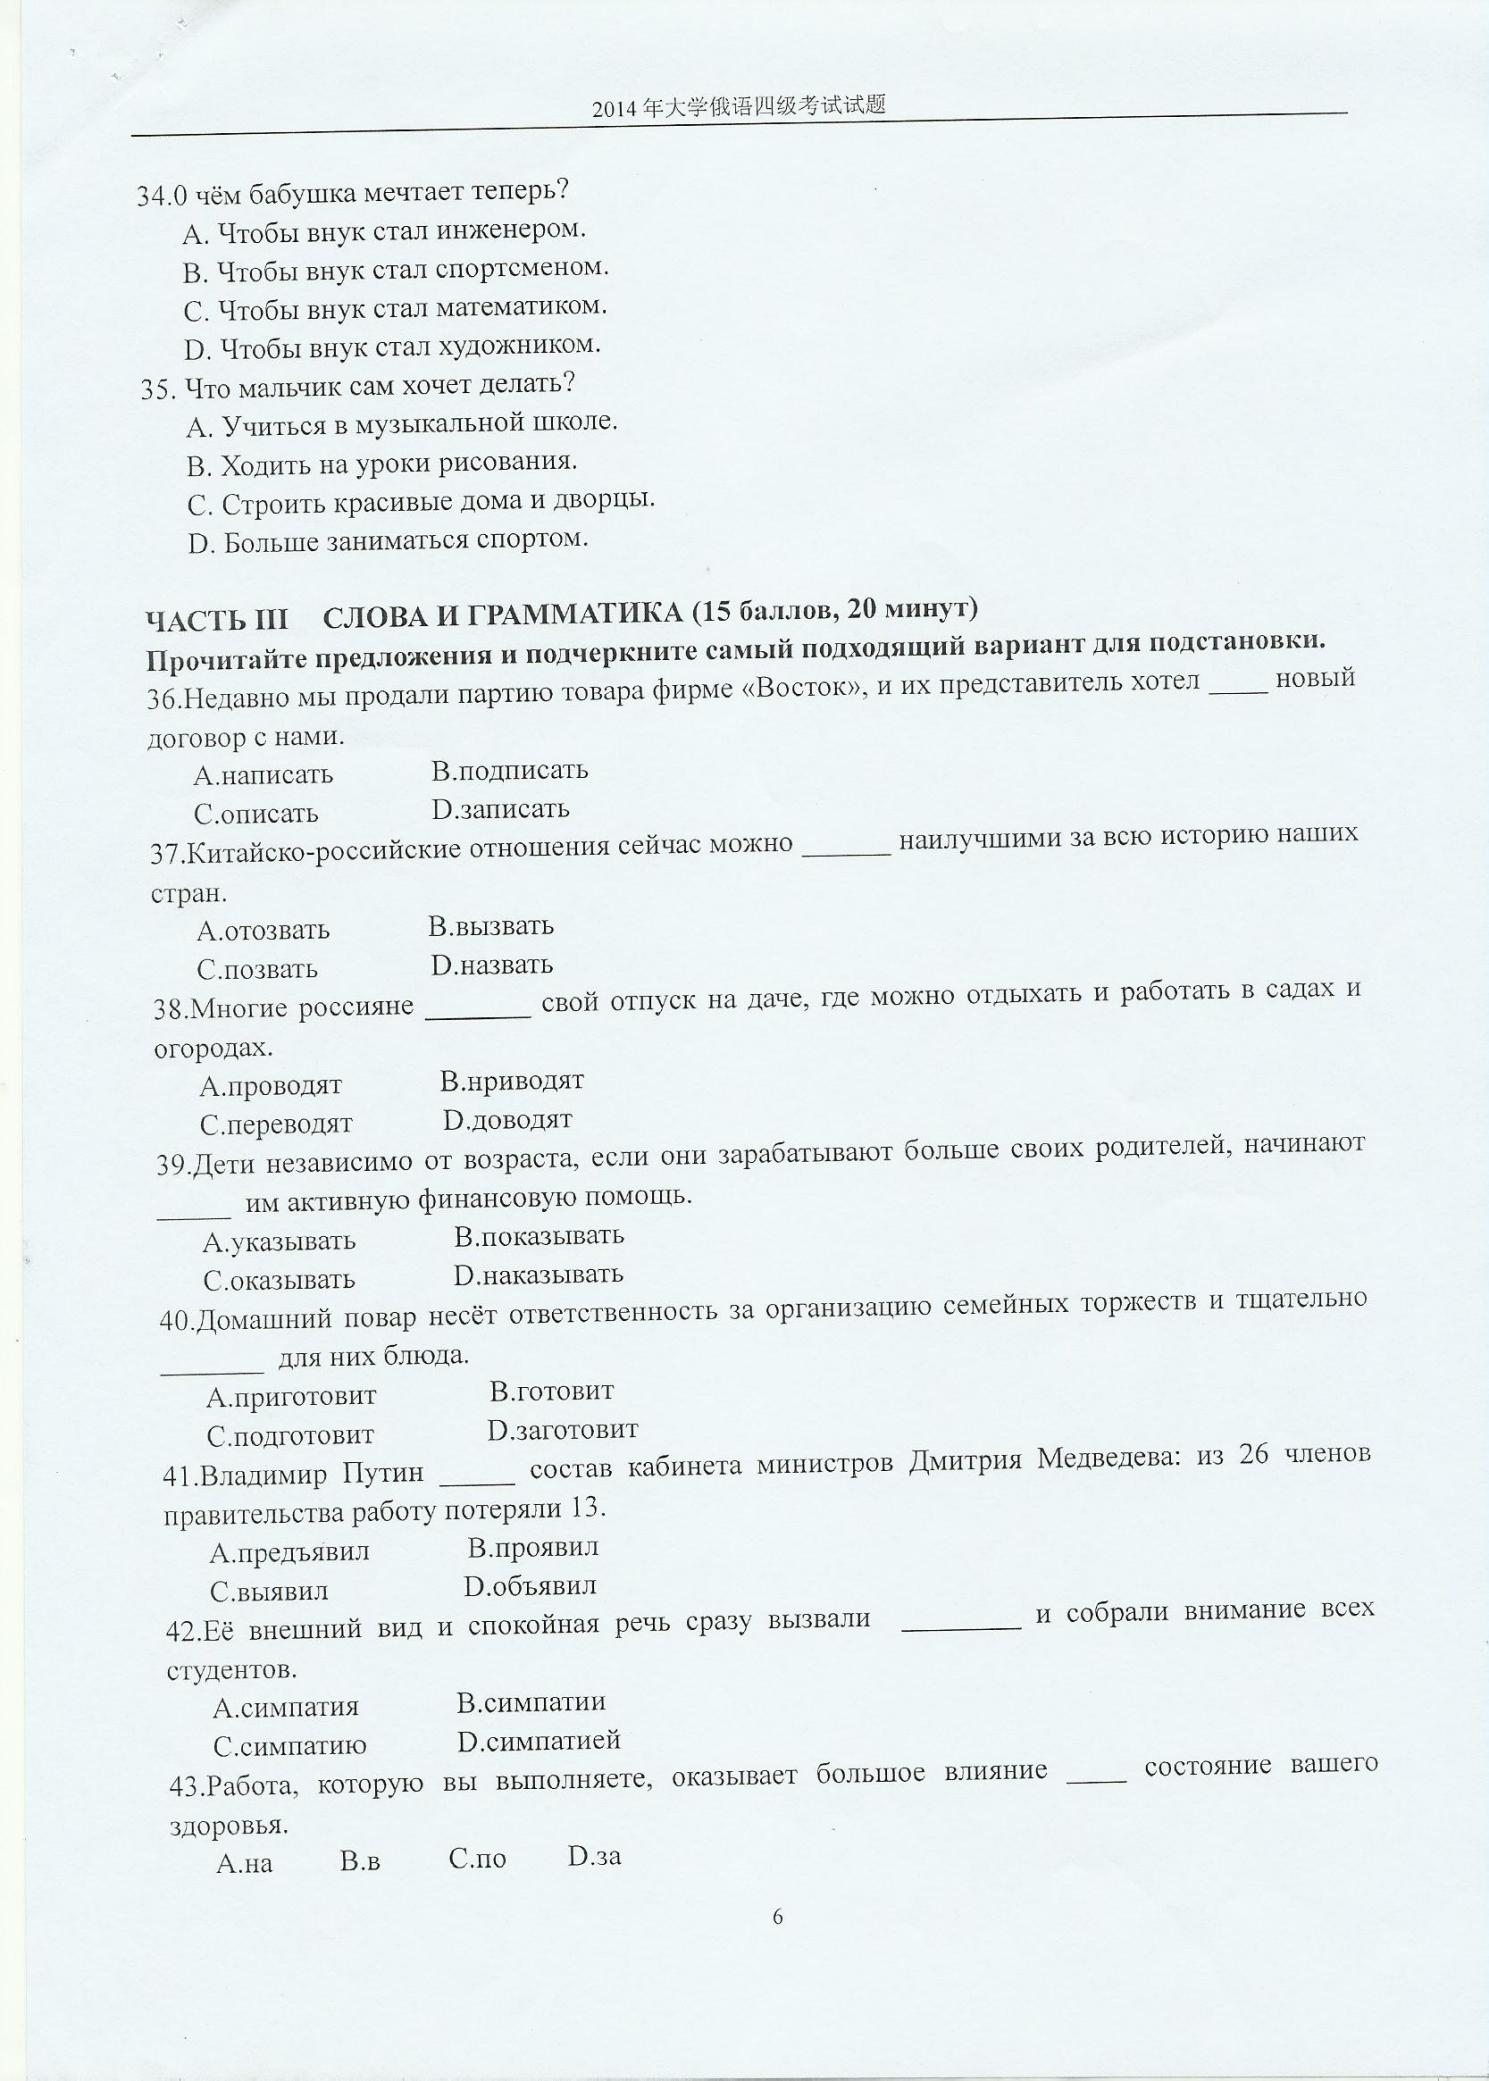 2014 年大学俄语四级考试试题
34.О чём бабушка мечтает теперь?
A. Чтобы внук стал инженером.
B. Чтобы внук стал спортсменом.
C. Чтобы внук стал математиком.
D. Чтобы внук стал художником.
35. Что мальчик сам хочет делать?
A. Учиться в музыкальной школе.
B. Ходить на уроки рисования.
C. Строить красивые дома и дворцы.
D. Больше заниматься спортом.
ЧАСТЬ III СЛОВА И ГРАММАТИКА (15 баллов, 20 минут)
Прочитайте предложения и подчеркните самый подходящий вариант для подстановки.
36.Недавно мы продали партию товара фирме «Восток», и их представитель хотел ____ новый
договор с нами.
A.написать B.подписать
C.описать D.записать
37.Китайско-российские отношения сейчас можно ______ наилучшими за всю историю наших
стран.
A.отозвать B.вызвать
C.позвать D.назвать
38.Многие россияне _______ свой отпуск на даче, где можно отдыхать и работать в садах и
огородах.
A.проводят B.нриводят
C.переводят D.доводят
39.Дети независимо от возраста, если они зарабатывают больше своих родителей, начинают
_____ им активную финансовую помощь.
A.указывать B.показывать
C.оказывать D.наказывать
40.Домашний повар несёт ответственность за организацию семейных торжеств и тщательно
_______ для них блюда.
A.приготовит B.готовит
C.подготовит D.заготовит
41.Владимир Путин _____ состав кабинета министров Дмитрия Медведева: из 26 членов
правительства работу потеряли 13.
A.предъявил B.проявил
C.выявил D.объявил
42.Её внешний вид и спокойная речь сразу вызвали ________ и собрали внимание всех
студентов.
A.симпатия B.симпатии
C.симпатию D.симпатией
43.Работа, которую вы выполняете, оказывает большое влияние ____ состояние вашего
здоровья.
A.на B.в C.по D.за
6